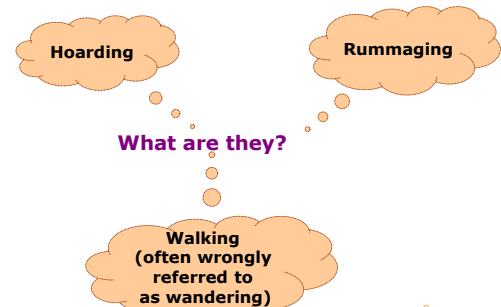 Hoarding
Rummaging
What are they?
Walking
(often wrongly
referred to
as wandering)